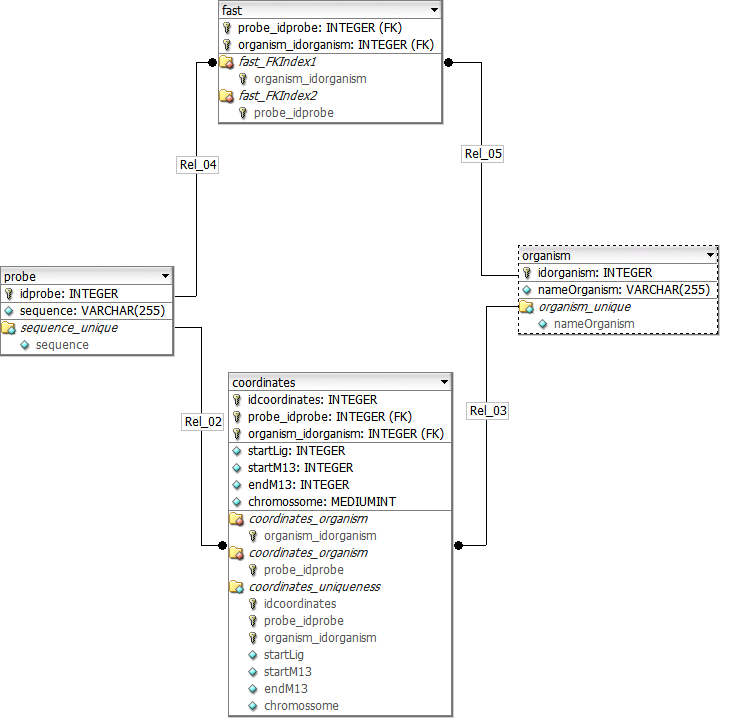 fast
probe_idprobe: INTEGER (FK)
organism_idorganism: INTEGER (FK)
fast_FKIndex1
organism_idorganism
fast_FKIndex2
probe_idprobe
Rel_04
Rel_05
probe
idprobe: INTEGER
sequence: VARCHAR(255)
sequence_unique
sequence
organism
idorganism: INTEGER
nameOrganism: VARCHAR(255)
organism_unique
nameOrganism
Rel_02
Rel_03
coordinates
idcoordinates: INTEGER
probe_idprobe: INTEGER (FK)
organism_idorganism: INTEGER (FK)
startLig: INTEGER
startM13: INTEGER
endM13: INTEGER
chromossome: MEDIUMINT
coordinates_organism
organism_idorganism
coordinates_organism
probe_idprobe
coordinates_uniqueness
idcoordinates
probe_idprobe
organism_idorganism
startLig
startM13
endM13
chromossome